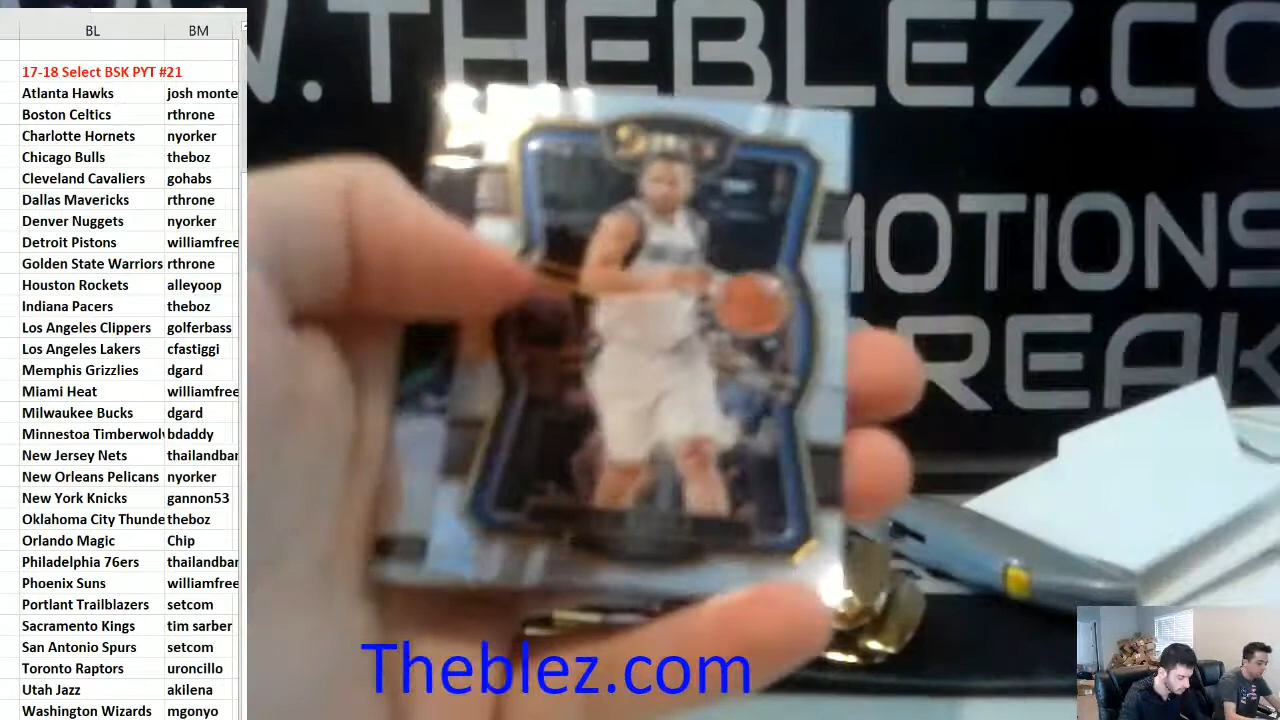 BL BM
17-18 Select BSK PYT #21
Atlanta Hawks josh monte
Boston Celtics rthrone
Charlotte Hornets nyorker
Chicago Bulls theboz
Cleveland Cavaliers gohabs
Dallas Mavericks rthrone
Denver Nuggets nyorker
Detroit Pistons williamfree
Golden State Warriors rthrone
Houston Rockets alleyoop
Indiana Pacers theboz
Los Angeles Clippers golferbass
Los Angeles Lakers cfastiggi
Memphis Grizzlies dgard
Miami Heat williamfree
Milwaukee Bucks dgard
Minnestoa Timberwolv bdaddy
New Jersey Nets thailandbar
New Orleans Pelicans nyorker
New York Knicks gannon53
Oklahoma City Thunde theboz
Orlando Magic Chip
Philadelphia 76ers thailandbar
Phoenix Suns williamfree
Portlant Trailblazers setcom
Sacramento Kings tim sarber
San Antonio Spurs setcom
Toronto Raptors uroncillo
Utah Jazz akilena
Washington Wizards mgonyo
W.THEBLEZ.CO
MOTIONS
REAK
Theblez.com